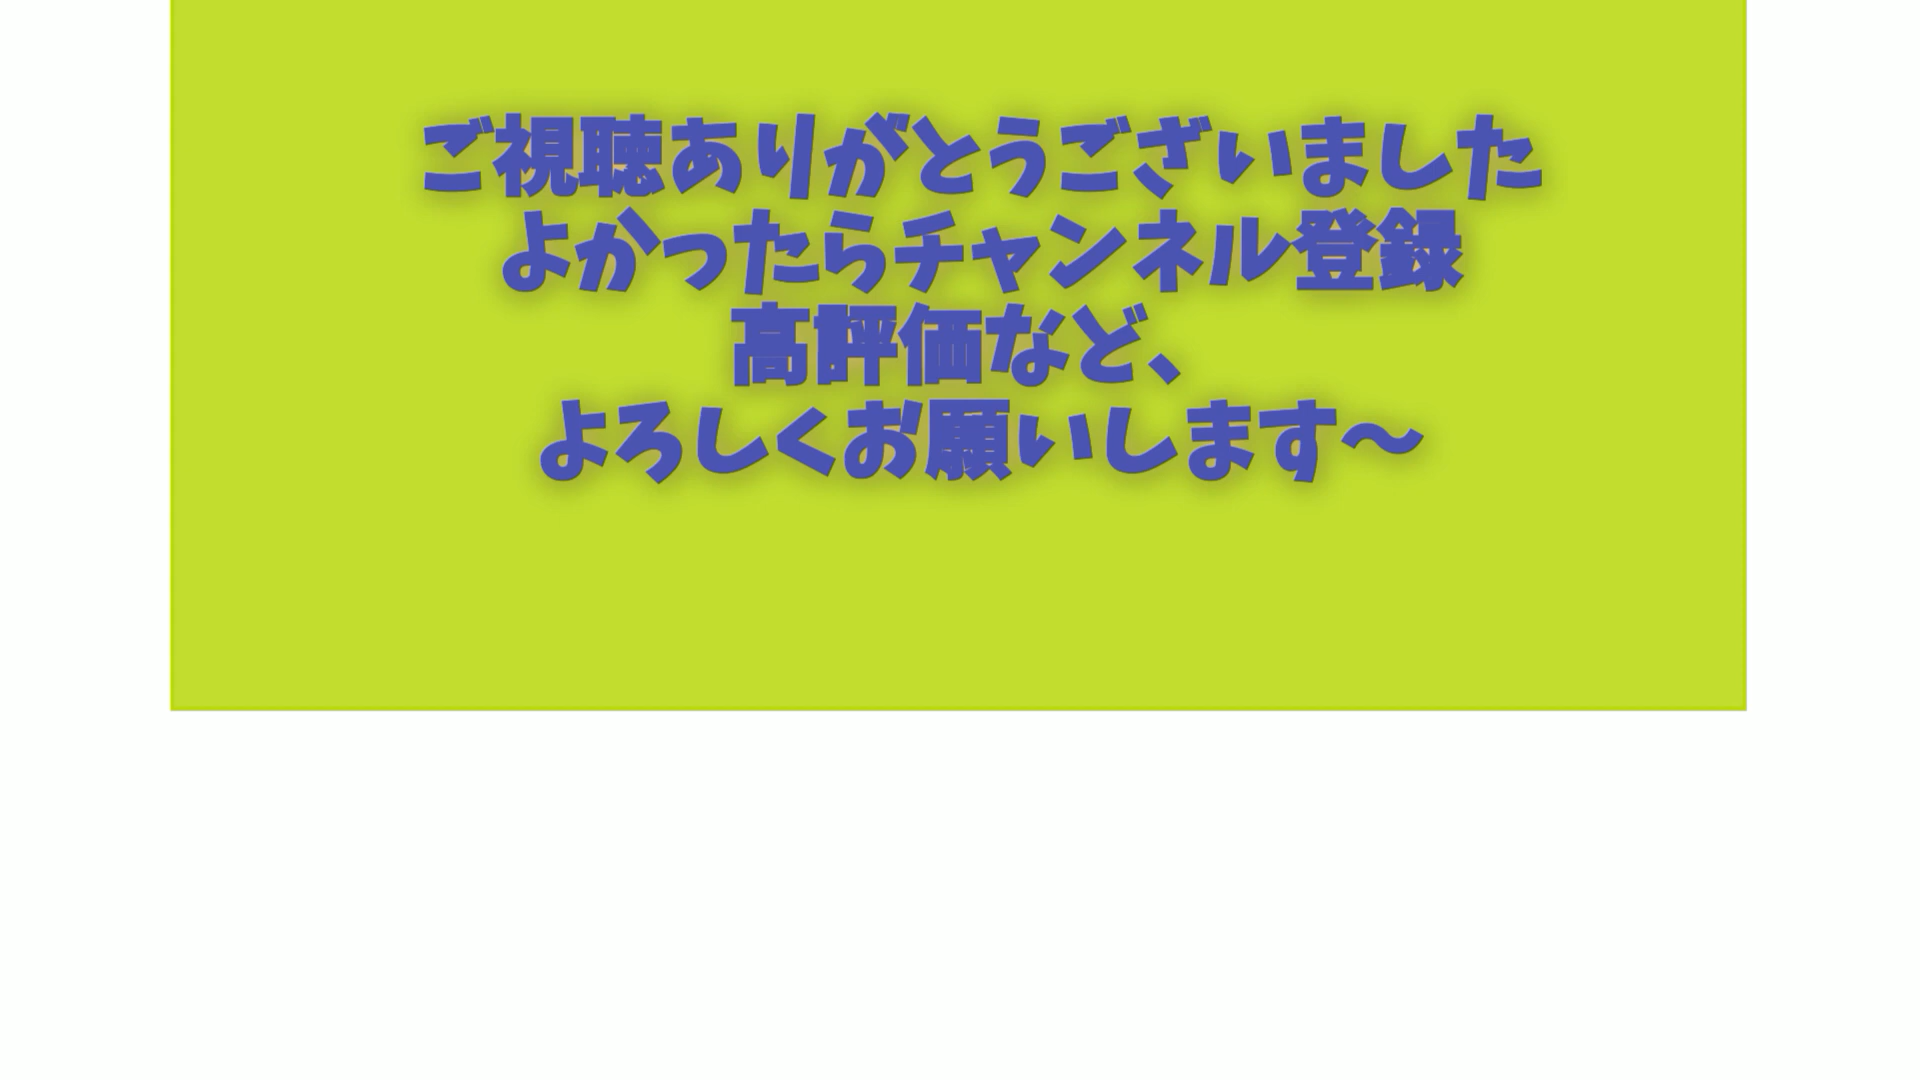 ご視聴ありがとうございました
よかったらチャンネル登録
高評価など、
よろしくお願いします〜